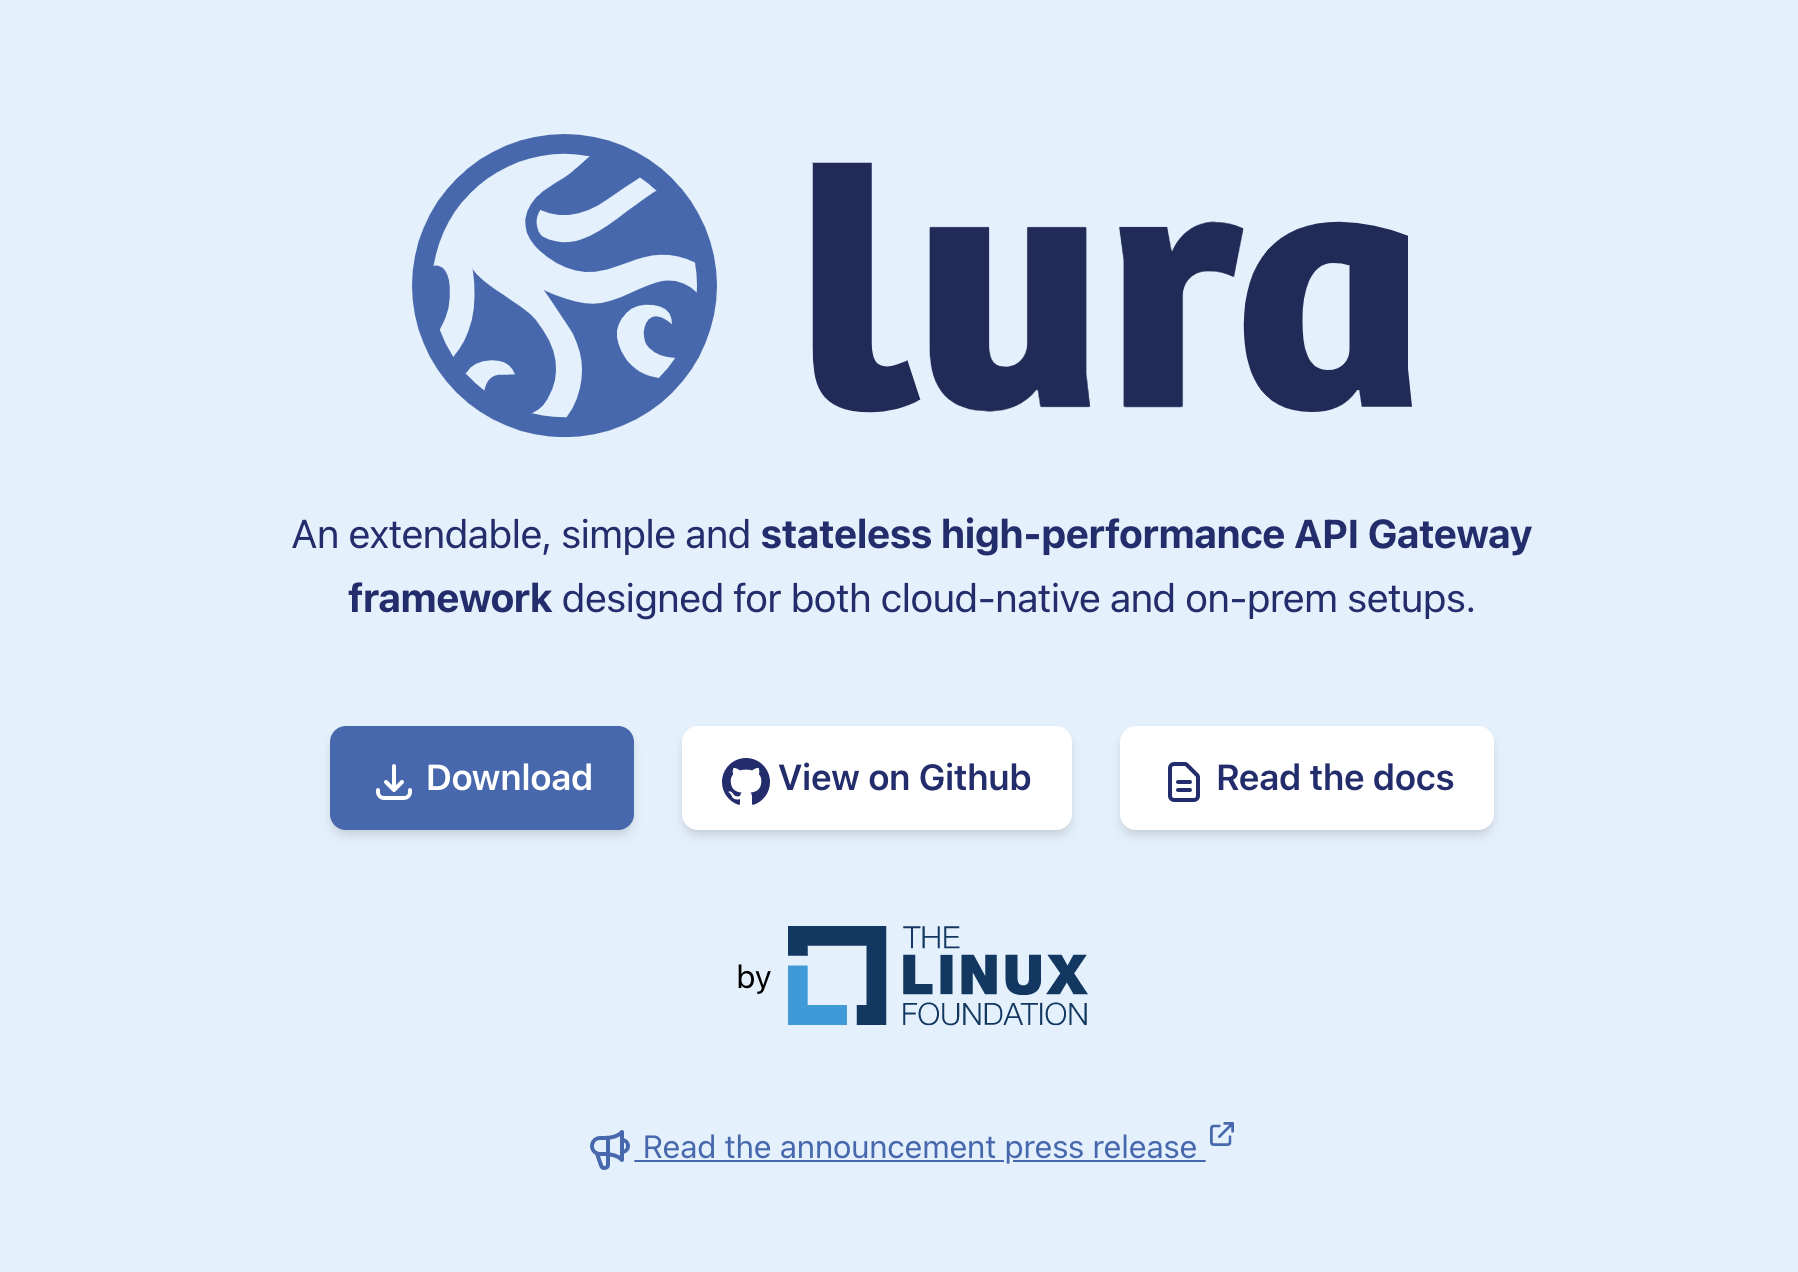 lura
An extendable, simple and stateless high-performance API Gateway
framework designed for both cloud-native and on-prem setups.
Download
View on Github
Read the docs
by
THE
LINUX
FOUNDATION
Read the announcement press release